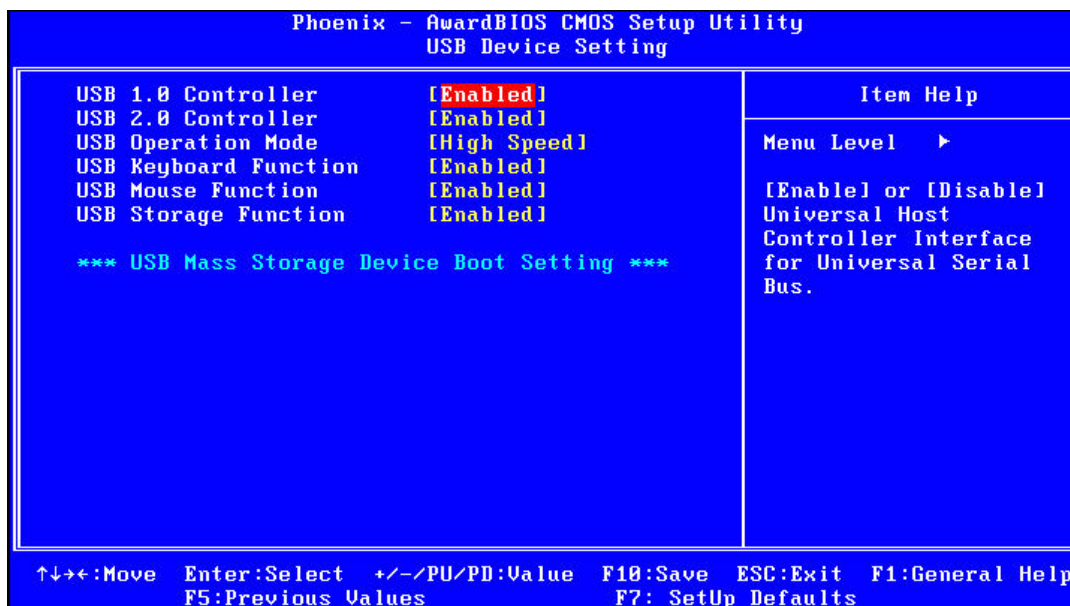 Phoenix - AwardBIOS CMOS Setup Utility
USB Device Setting
USB 1.0 Controller [Enabled]
USB 2.0 Controller [Enabled]
USB Operation Mode [High Speed]
USB Keyboard Function [Enabled]
USB Mouse Function [Enabled]
USB Storage Function [Enabled]
*** USB Mass Storage Device Boot Setting ***
Item Help
Menu Level ►
[Enable] or [Disable]
Universal Host
Controller Interface
for Universal Serial
Bus.
↑↓→←:Move Enter:Select +/-/PU/PD:Value F10:Save ESC:Exit F1:General Help
F5:Previous Values F7: SetUp Defaults